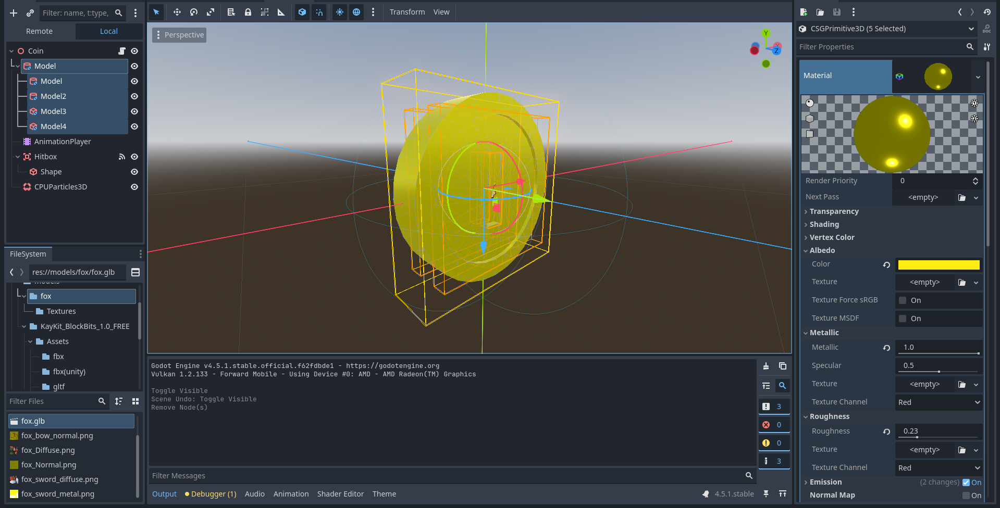 Filter: name, t:type,
Remote
Local
Coin
Model
Model
Model2
Model3
Model4
AnimationPlayer
Hitbox
Shape
CPUParticles3D
FileSystem
res://models/fox/fox.glb
models
fox
Textures
KayKit_BlockBits_1.0_FREE
Assets
fbx
fbx(unity)
gltf
Filter Files
fox.glb
fox_bow_normal.png
fox_Diffuse.png
fox_Normal.png
fox_sword_diffuse.png
fox_sword_metal.png
Transform View
Perspective
Y
X
Z
Godot Engine v4.5.1.stable.official.f62fdbde1 - https://godotengine.org
Vulkan 1.2.133 - Forward Mobile - Using Device #0: AMD - AMD Radeon(TM) Graphics
Toggle Visible
Scene Undo: Toggle Visible
Remove Node(s)
3
0
0
3
Filter Messages
Output Debugger (1) Audio Animation Shader Editor Theme
4.5.1.stable
CSGPrimitive3D (5 Selected)
DOC
Filter Properties
Material
1
2
Render Priority 0
Next Pass <empty>
Transparency
Shading
Vertex Color
Albedo
Color
Texture <empty>
Texture Force sRGB On
Texture MSDF On
Metallic
Metallic 1.0
Specular 0.5
Texture <empty>
Texture Channel Red
Roughness
Roughness 0.23
Texture <empty>
Texture Channel Red
Emission (2 changes) On
Normal Map On